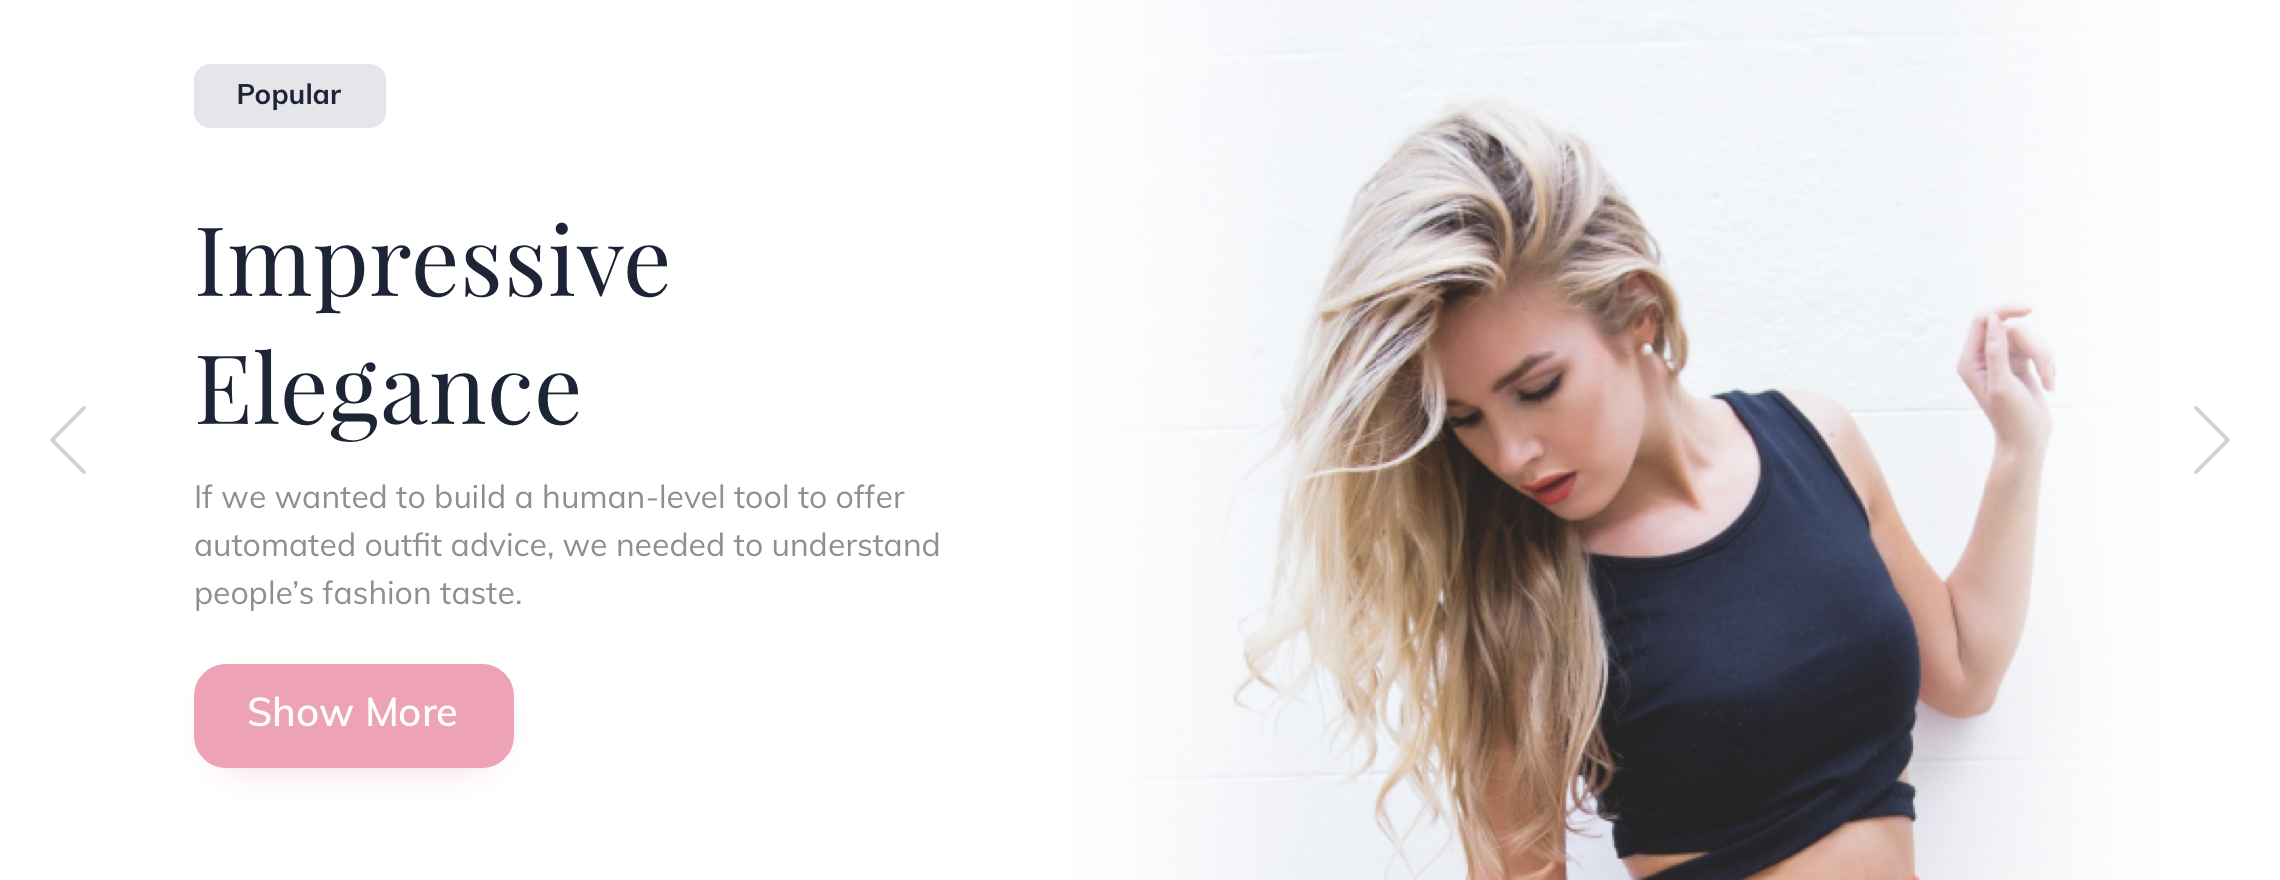 Popular
Impressive
Elegance
If we wanted to build a human-level tool to offer
automated outfit advice, we needed to understand
people’s fashion taste.
Show More